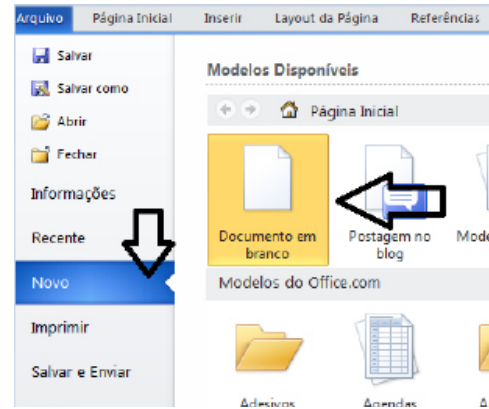 Arquivo Página Inicial Inserir Layout da Página Referências
Salvar
Salvar como
Abrir
Fechar
Informações
Recente
Novo
Imprimir
Salvar e Enviar
Modelos Disponíveis
Página Inicial
Documento em branco
Postagem no blog
Modelos do Office.com
Adesivos
Agendas